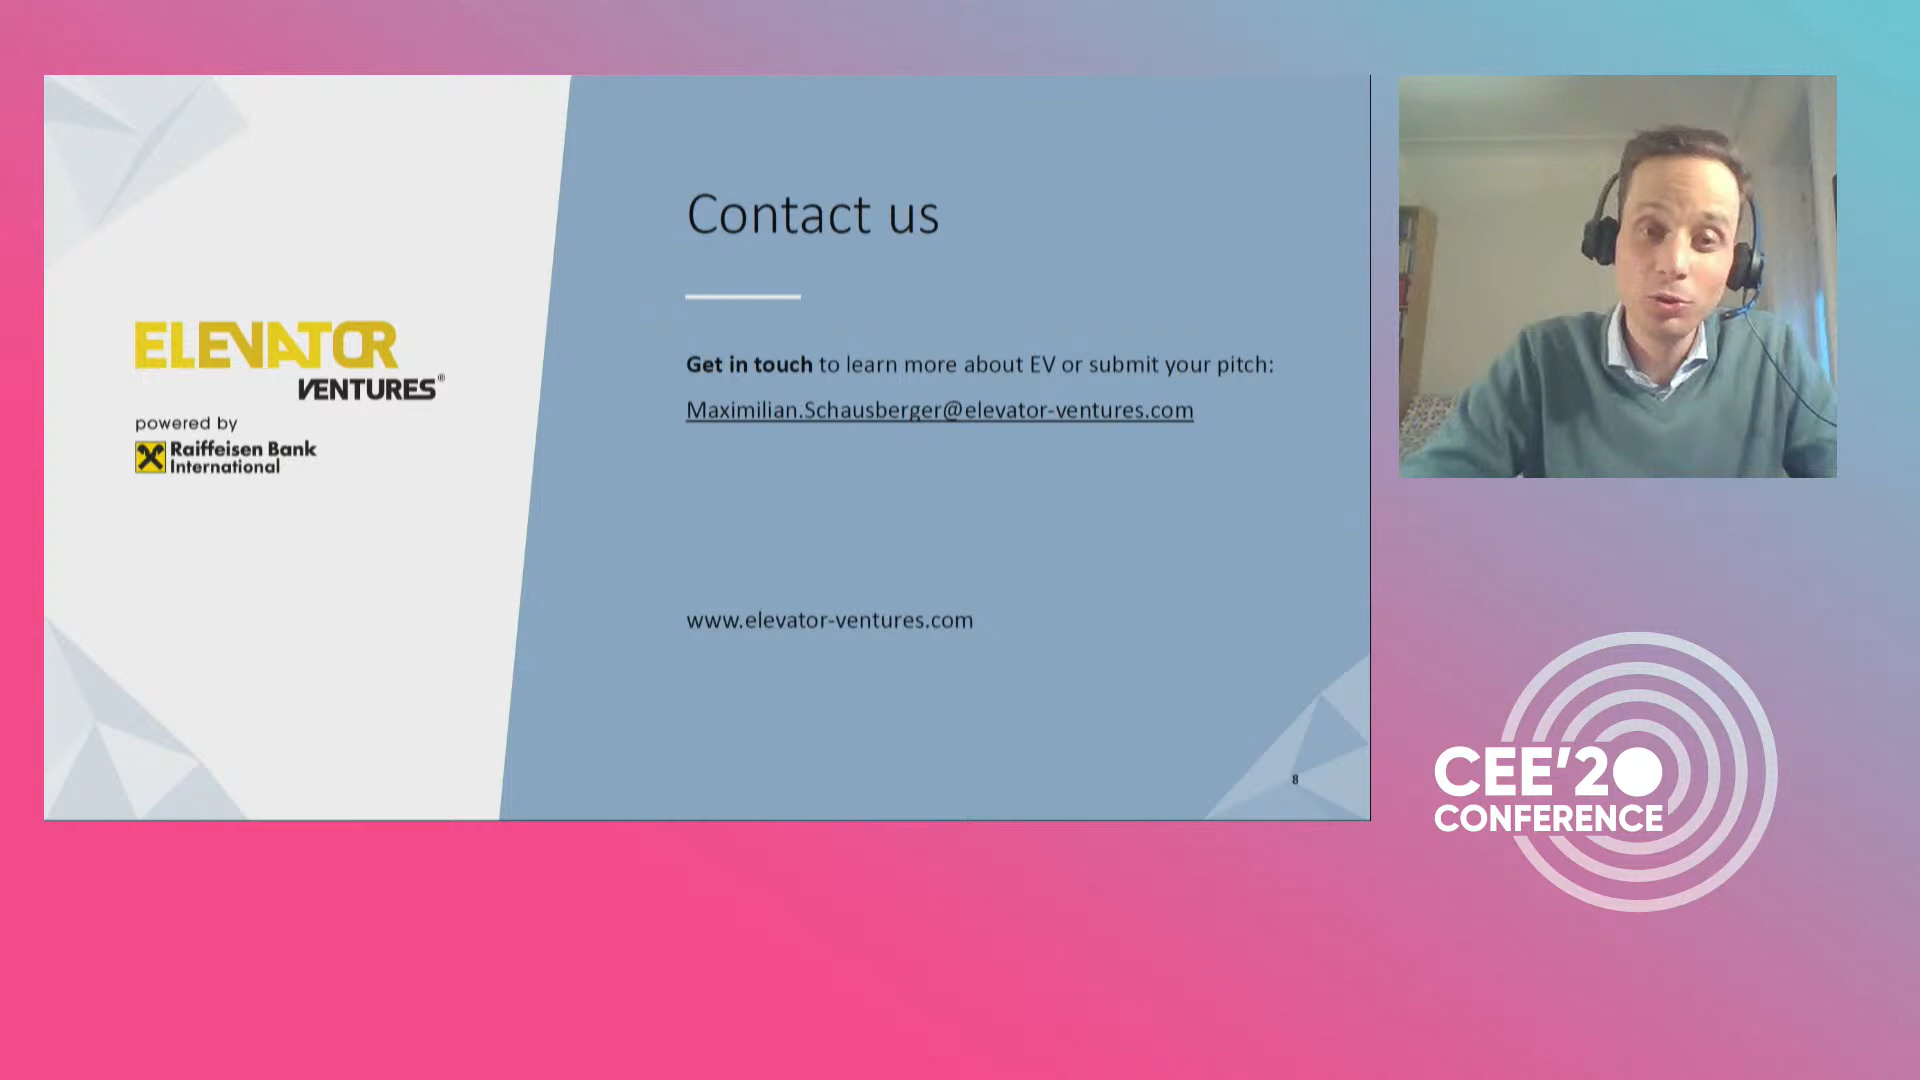 ELEVATOR
VENTURES®
powered by
Raiffeisen Bank
International
Contact us
Get in touch to learn more about EV or submit your pitch:
Maximilian.Schausberger@elevator-ventures.com
www.elevator-ventures.com
8
CEE'20
CONFERENCE